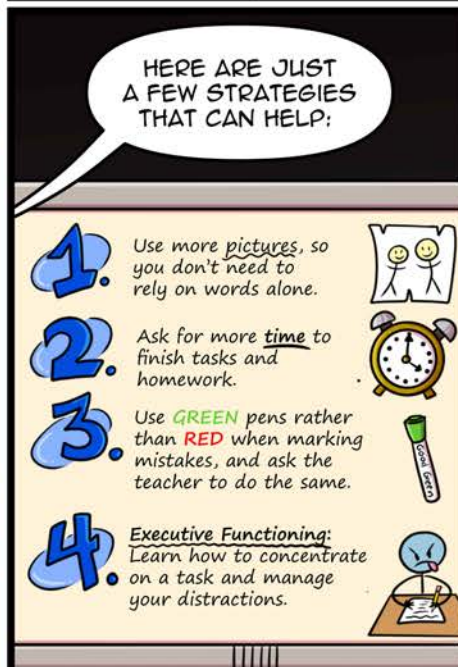 HERE ARE JUST
A FEW STRATEGIES
THAT CAN HELP:
1. Use more pictures, so
you don't need to
rely on words alone.
2. Ask for more time to
finish tasks and
homework.
3. Use GREEN pens rather
than RED when marking
mistakes, and ask the
teacher to do the same.
Good Green
4. Executive Functioning:
Learn how to concentrate
on a task and manage
your distractions.